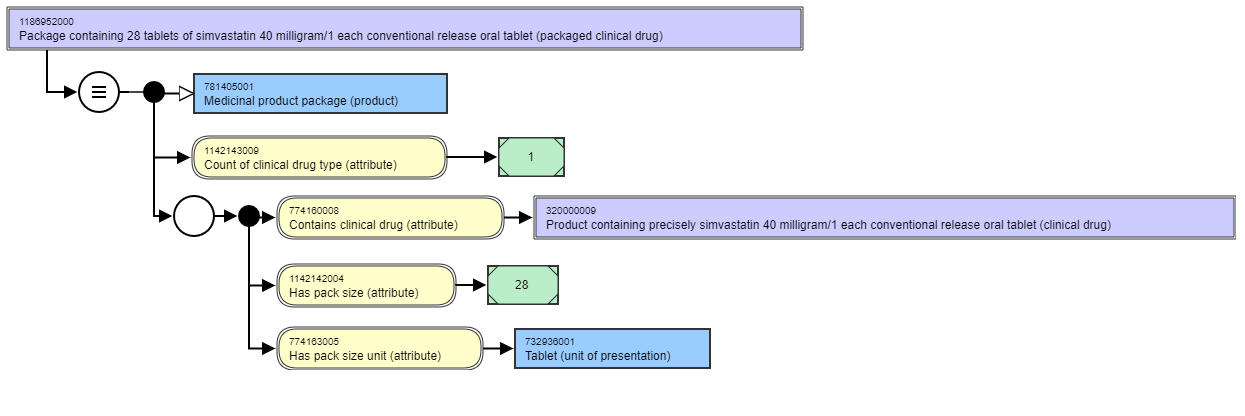 1186952000
Package containing 28 tablets of simvastatin 40 milligram/1 each conventional release oral tablet (packaged clinical drug)
781405001
Medicinal product package (product)
1142143009
Count of clinical drug type (attribute)
1
774160008
Contains clinical drug (attribute)
320000009
Product containing precisely simvastatin 40 milligram/1 each conventional release oral tablet (clinical drug)
1142142004
Has pack size (attribute)
28
774163005
Has pack size unit (attribute)
732936001
Tablet (unit of presentation)